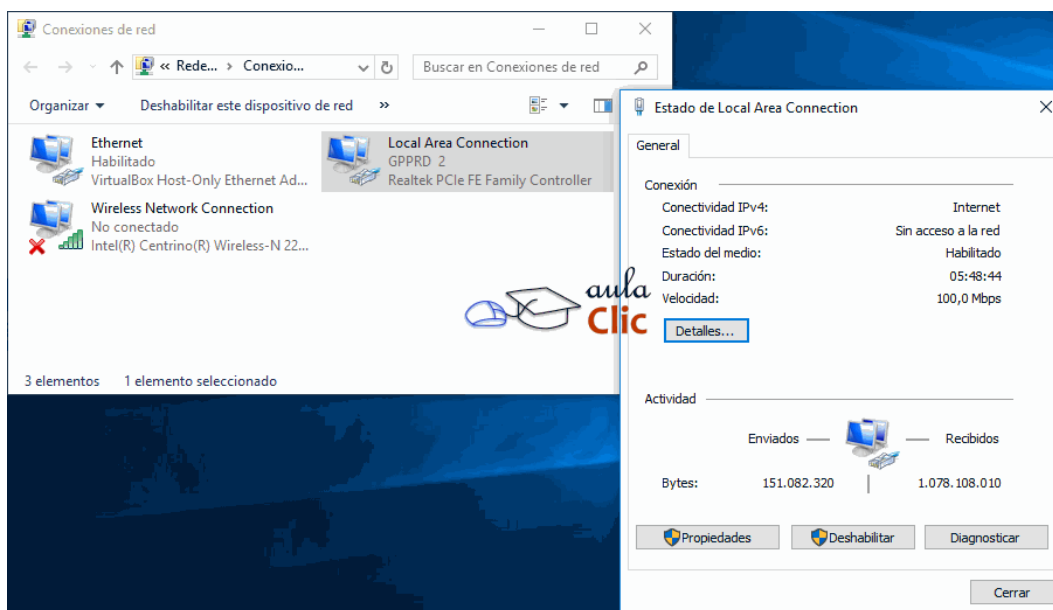 Conexiones de red
« Rede... › Conexio...
Buscar en Conexiones de red
Organizar
Deshabilitar este dispositivo de red
»
Ethernet
Habilitado
VirtualBox Host-Only Ethernet Ad...
Local Area Connection
GPPRD 2
Realtek PCIe FE Family Controller
Wireless Network Connection
No conectado
Intel(R) Centrino(R) Wireless-N 22...
3 elementos
1 elemento seleccionado
aula
Clic
Estado de Local Area Connection
General
Conexión
Conectividad IPv4: Internet
Conectividad IPv6: Sin acceso a la red
Estado del medio: Habilitado
Duración: 05:48:44
Velocidad: 100,0 Mbps
Detalles...
Actividad
Enviados — — Recibidos
Bytes: 151.082.320 | 1.078.108.010
Propiedades
Deshabilitar
Diagnosticar
Cerrar